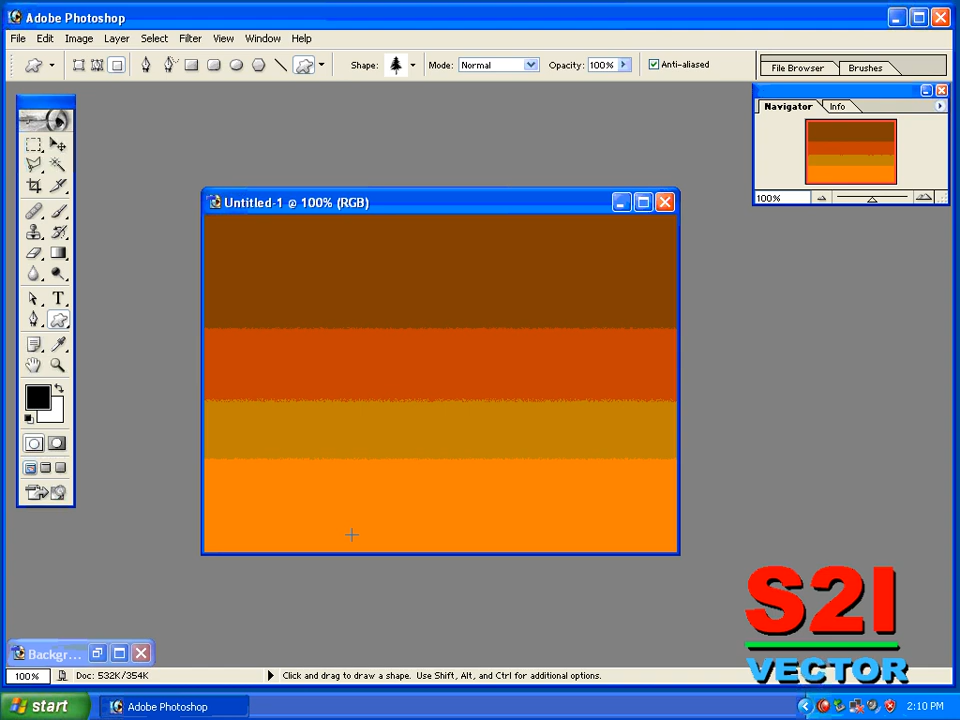 Adobe Photoshop
File Edit Image Layer Select Filter View Window Help
Shape: Mode: Normal Opacity: 100% Anti-aliased File Browser Brushes
Navigator Info
100%
Untitled-1 @ 100% (RGB)
Backgr...
100% Doc: 532K/354K Click and drag to draw a shape. Use Shift, Alt, and Ctrl for additional options.
S2I
VECTOR
start Adobe Photoshop 2:10 PM